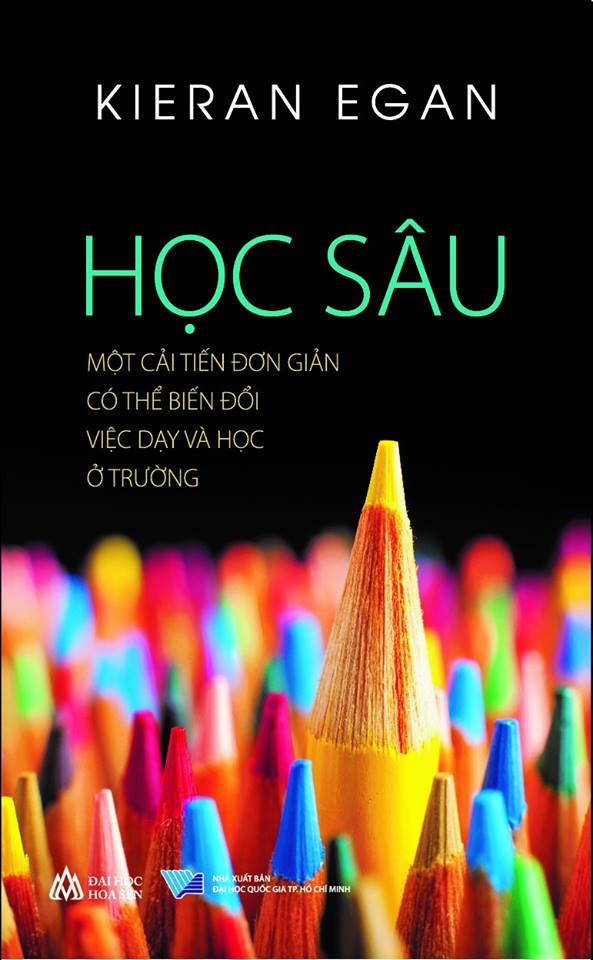 KIERAN EGAN
HỌC SÂU
MỘT CẢI TIẾN ĐƠN GIẢN
CÓ THỂ BIẾN ĐỔI
VIỆC DẠY VÀ HỌC
Ở TRƯỜNG
ĐẠI HỌC
HOA SEN
NHÀ XUẤT BẢN
ĐẠI HỌC QUỐC GIA TP. HỒ CHÍ MINH